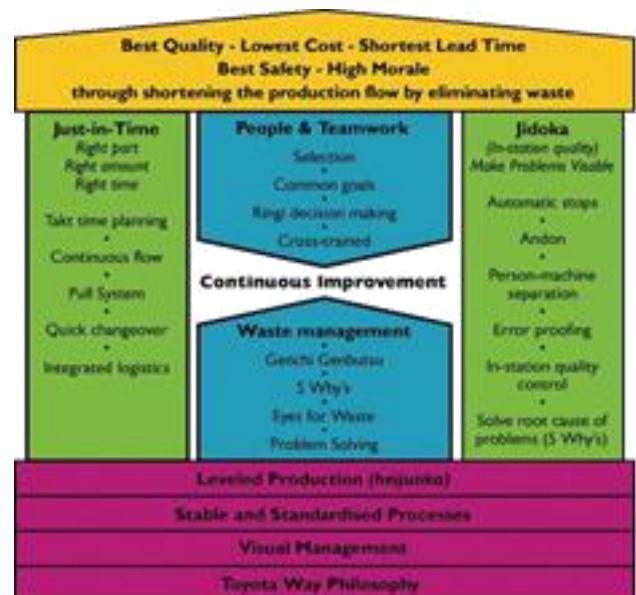 Best Quality - Lowest Cost - Shortest Lead Time
Best Safety - High Morale
through shortening the production flow by eliminating waste
Just-in-Time
Right part
Right amount
Right time
Takt time planning
Continuous flow
Pull System
Quick changeover
Integrated logistics
People & Teamwork
Selection
Common goals
Ringi decision making
Cross-trained
Continuous Improvement
Waste management
Genchi Genbutsu
5 Why's
Eyes for Waste
Problem Solving
Jidoka
(In-station quality)
Make Problems Visible
Automatic stops
Andon
Person-machine
separation
Error proofing
In-station quality
control
Solve root cause of
problems (5 Why's)
Leveled Production (heijunka)
Stable and Standardised Processes
Visual Management
Toyota Way Philosophy